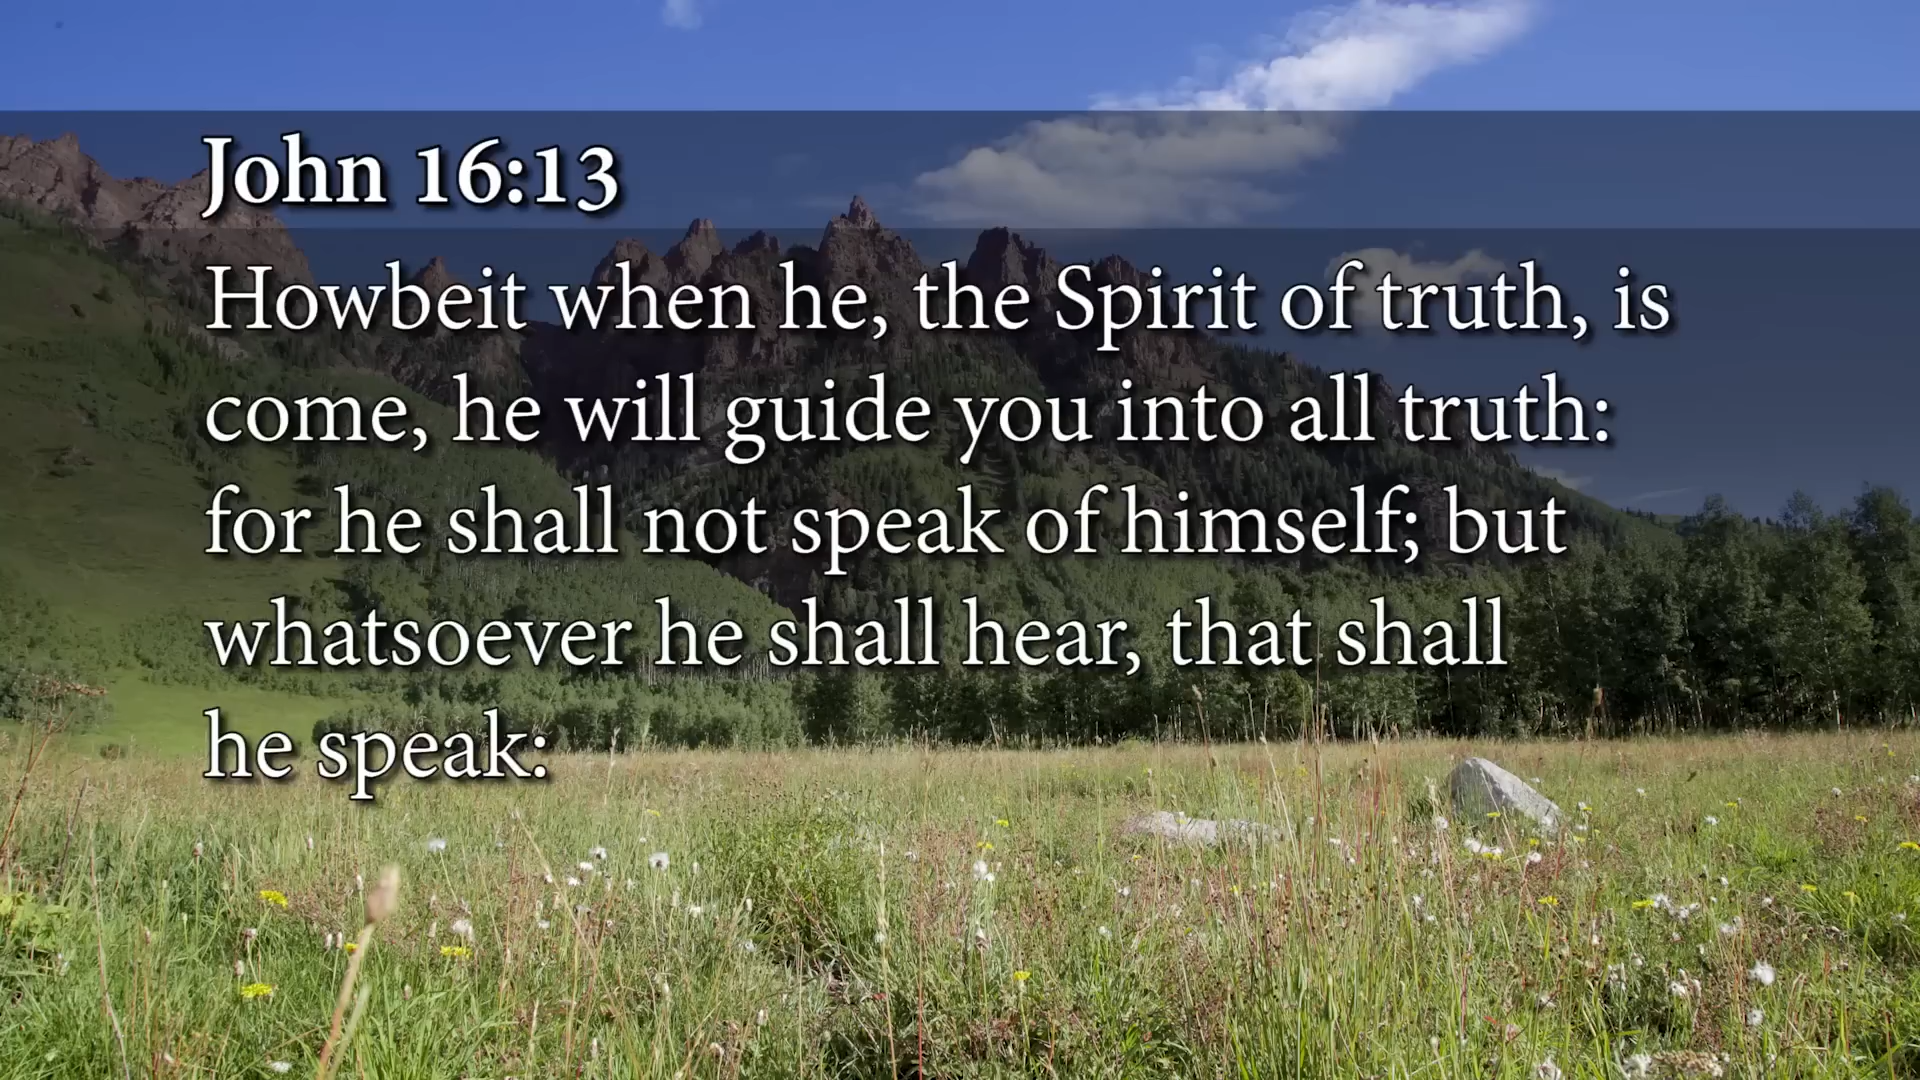 John 16:13
Howbeit when he, the Spirit of truth, is
come, he will guide you into all truth:
for he shall not speak of himself; but
whatsoever he shall hear, that shall
he speak: